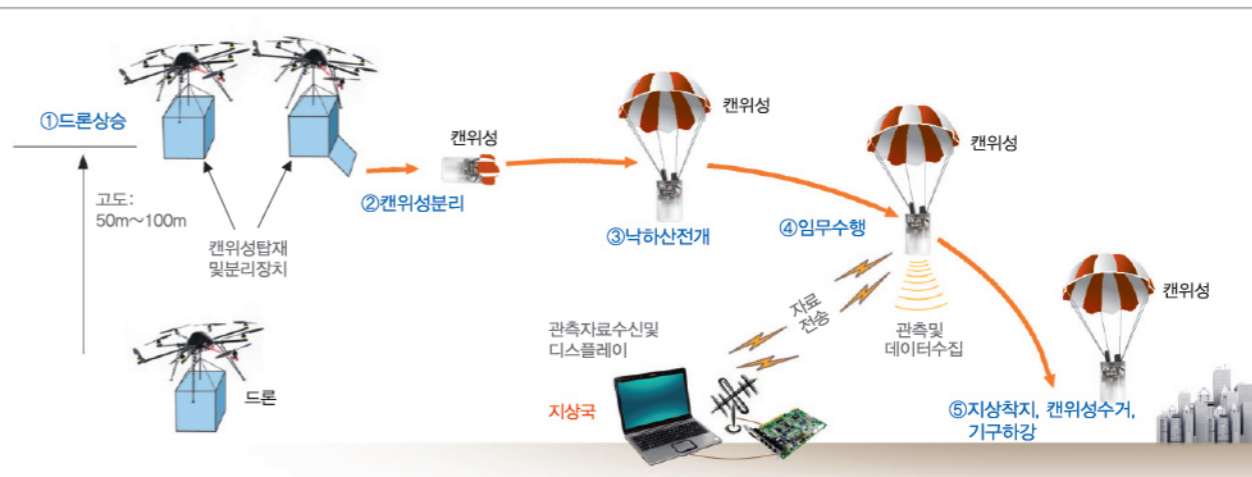 ①드론상승
고도:
50m~100m
캔위성탑재
및분리장치
드론
캔위성
②캔위성분리
캔위성
③낙하산전개
캔위성
④임무수행
자료
전송
관측및
데이터수집
관측자료수신및
디스플레이
지상국
캔위성
⑤지상착지, 캔위성수거,
기구하강